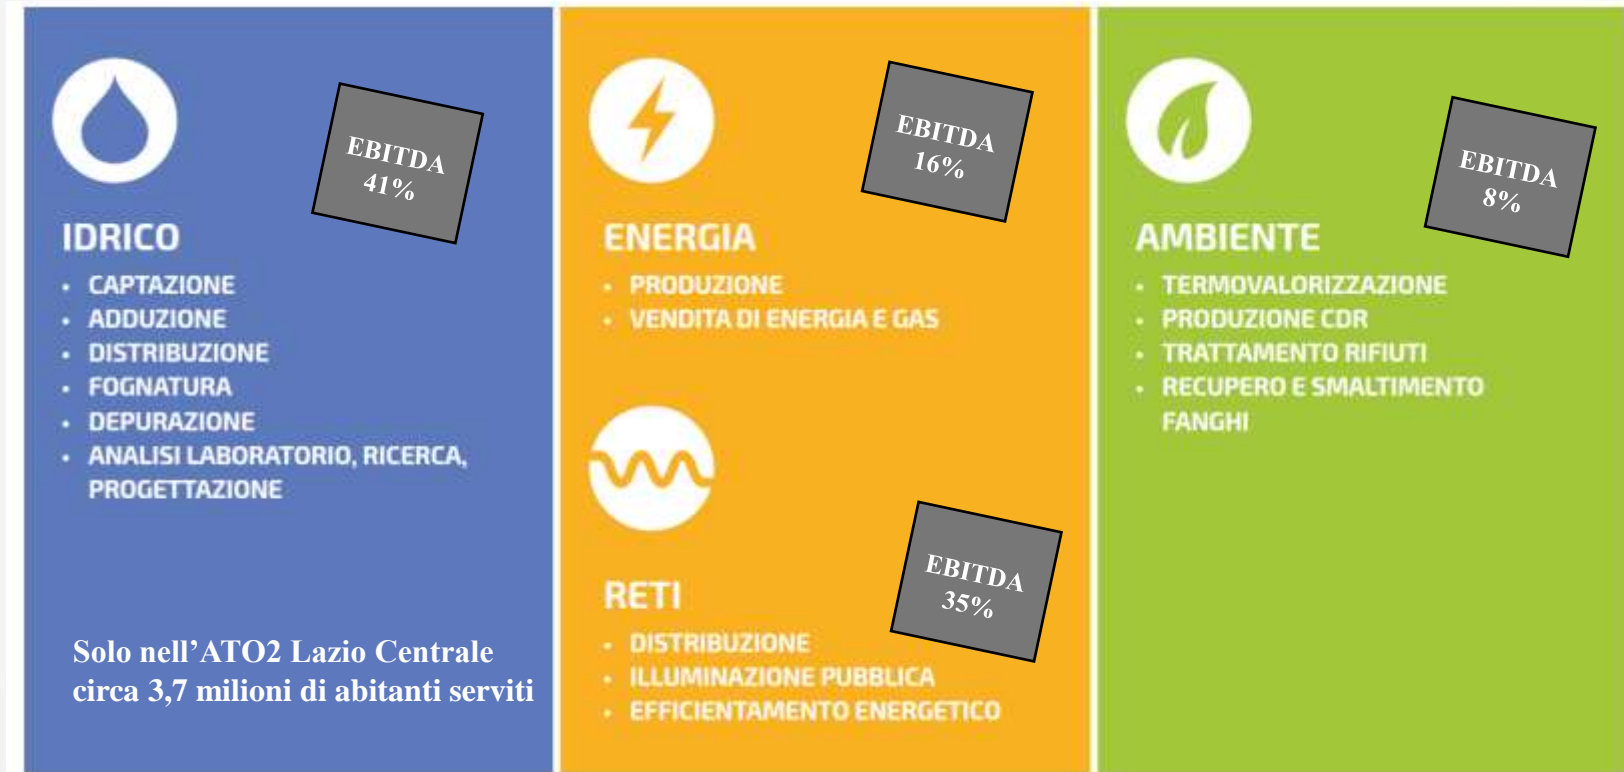 EBITDA
41%
IDRICO
• CAPTAZIONE
• ADDUZIONE
• DISTRIBUZIONE
• FOGNATURA
• DEPURAZIONE
• ANALISI LABORATORIO, RICERCA,
PROGETTAZIONE
Solo nell’ATO2 Lazio Centrale
circa 3,7 milioni di abitanti serviti
EBITDA
16%
ENERGIA
• PRODUZIONE
• VENDITA DI ENERGIA E GAS
EBITDA
35%
RETI
• DISTRIBUZIONE
• ILLUMINAZIONE PUBBLICA
• EFFICIENTAMENTO ENERGETICO
EBITDA
8%
AMBIENTE
• TERMOVALORIZZAZIONE
• PRODUZIONE CDR
• TRATTAMENTO RIFIUTI
• RECUPERO E SMALTIMENTO
FANGHI